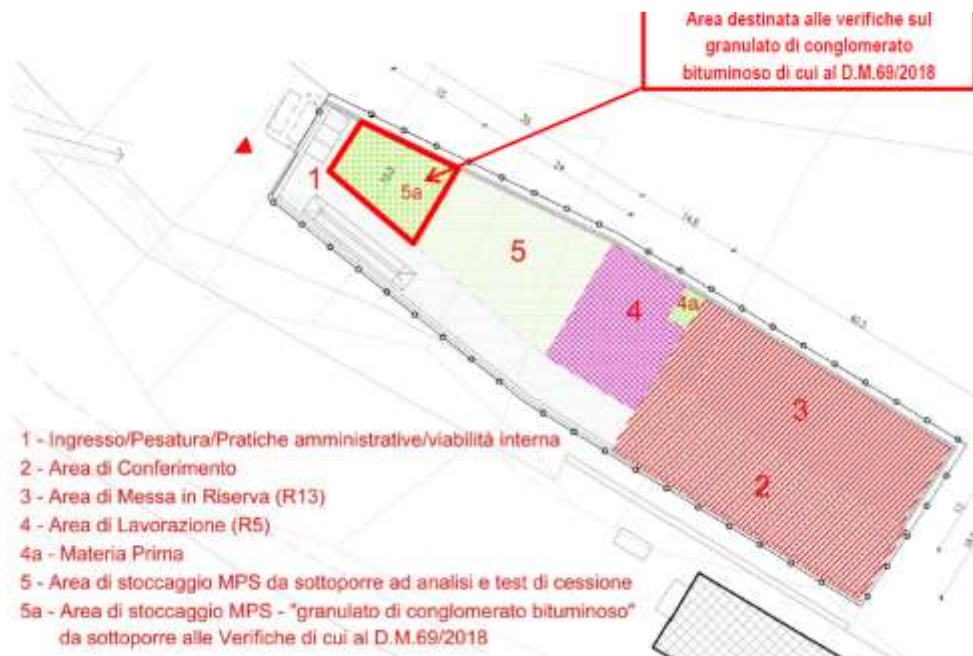 Area destinata alle verifiche sul
granulato di conglomerato
bituminoso di cui al D.M.69/2018
1
5a
5
4
4a
3
2
1 - Ingresso/Pesatura/Pratiche amministrative/viabilità interna
2 - Area di Conferimento
3 - Area di Messa in Riserva (R13)
4 - Area di Lavorazione (R5)
4a - Materia Prima
5 - Area di stoccaggio MPS da sottoporre ad analisi e test di cessione
5a - Area di stoccaggio MPS - "granulato di conglomerato bituminoso"
da sottoporre alle Verifiche di cui al D.M.69/2018